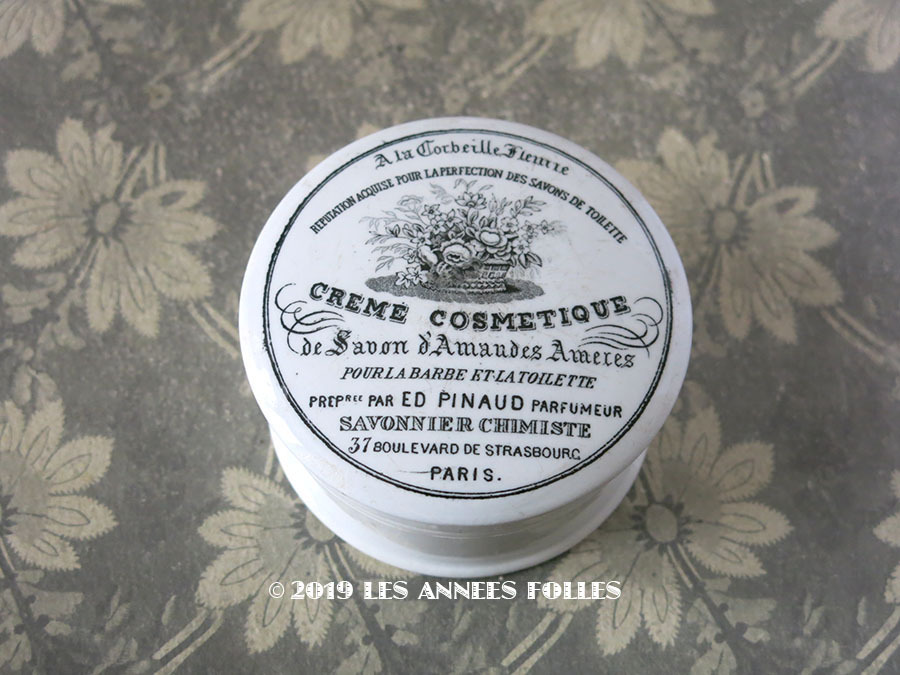 A la Corbeille Fleurie
REPUTATION ACQUISE POUR LA PERFECTION DES SAVONS DE TOILETTE
CREME COSMETIQUE
de Savon d'Amandes Ameres
POUR LA BARBE ET LA TOILETTE
PREPREE PAR ED PINAUD PARFUMEUR
SAVONNIER CHIMISTE
37 BOULEVARD DE STRASBOURG
PARIS.
© 2019 LES ANNEES FOLLES